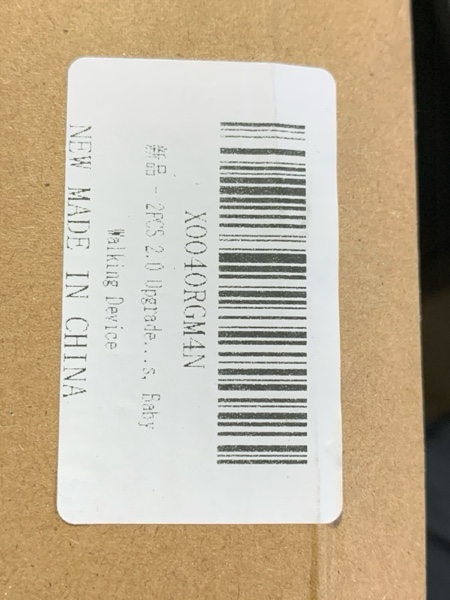 X0040RGM4N
新品 - 2PCS 2.0 Upgrade...s, Baby
Walking Device
NEW MADE IN CHINA